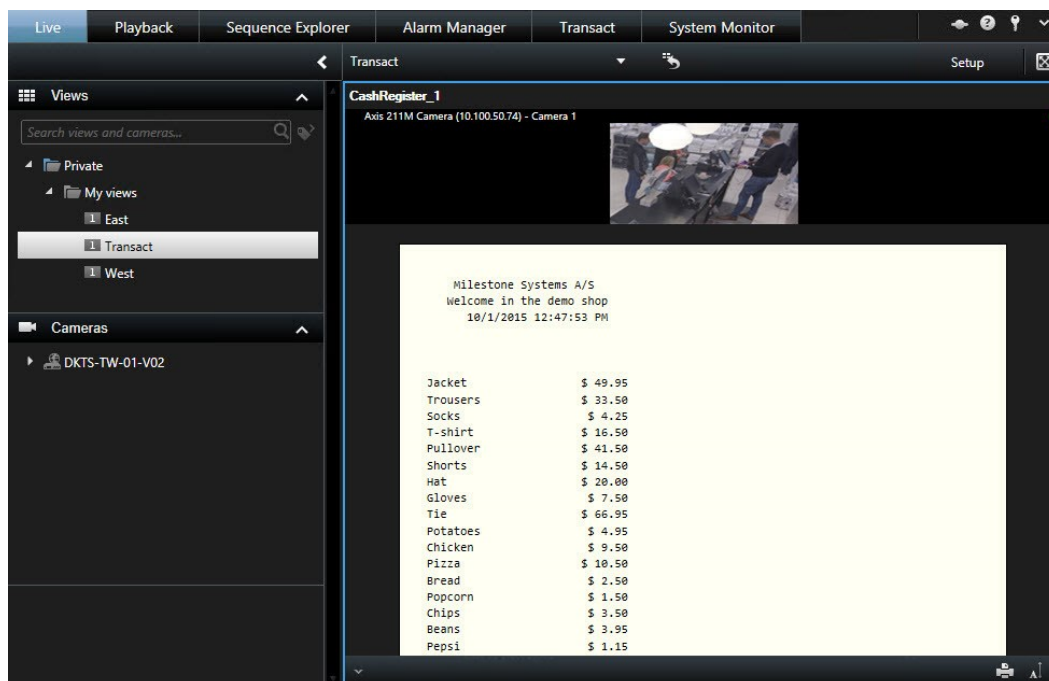 Live Playback Sequence Explorer Alarm Manager Transact System Monitor
Transact Setup
Views
Search views and cameras...
Private
My views
1 East
1 Transact
1 West
Cameras
DKTS-TW-01-V02
CashRegister_1
Axis 211M Camera (10.100.50.74) - Camera 1
Milestone Systems A/S
Welcome in the demo shop
10/1/2015 12:47:53 PM
Jacket $ 49.95
Trousers $ 33.50
Socks $ 4.25
T-shirt $ 16.50
Pullover $ 41.50
Shorts $ 14.50
Hat $ 20.00
Gloves $ 7.50
Tie $ 66.95
Potatoes $ 4.95
Chicken $ 9.50
Pizza $ 10.50
Bread $ 2.50
Popcorn $ 1.50
Chips $ 3.50
Beans $ 3.95
Pepsi $ 1.15